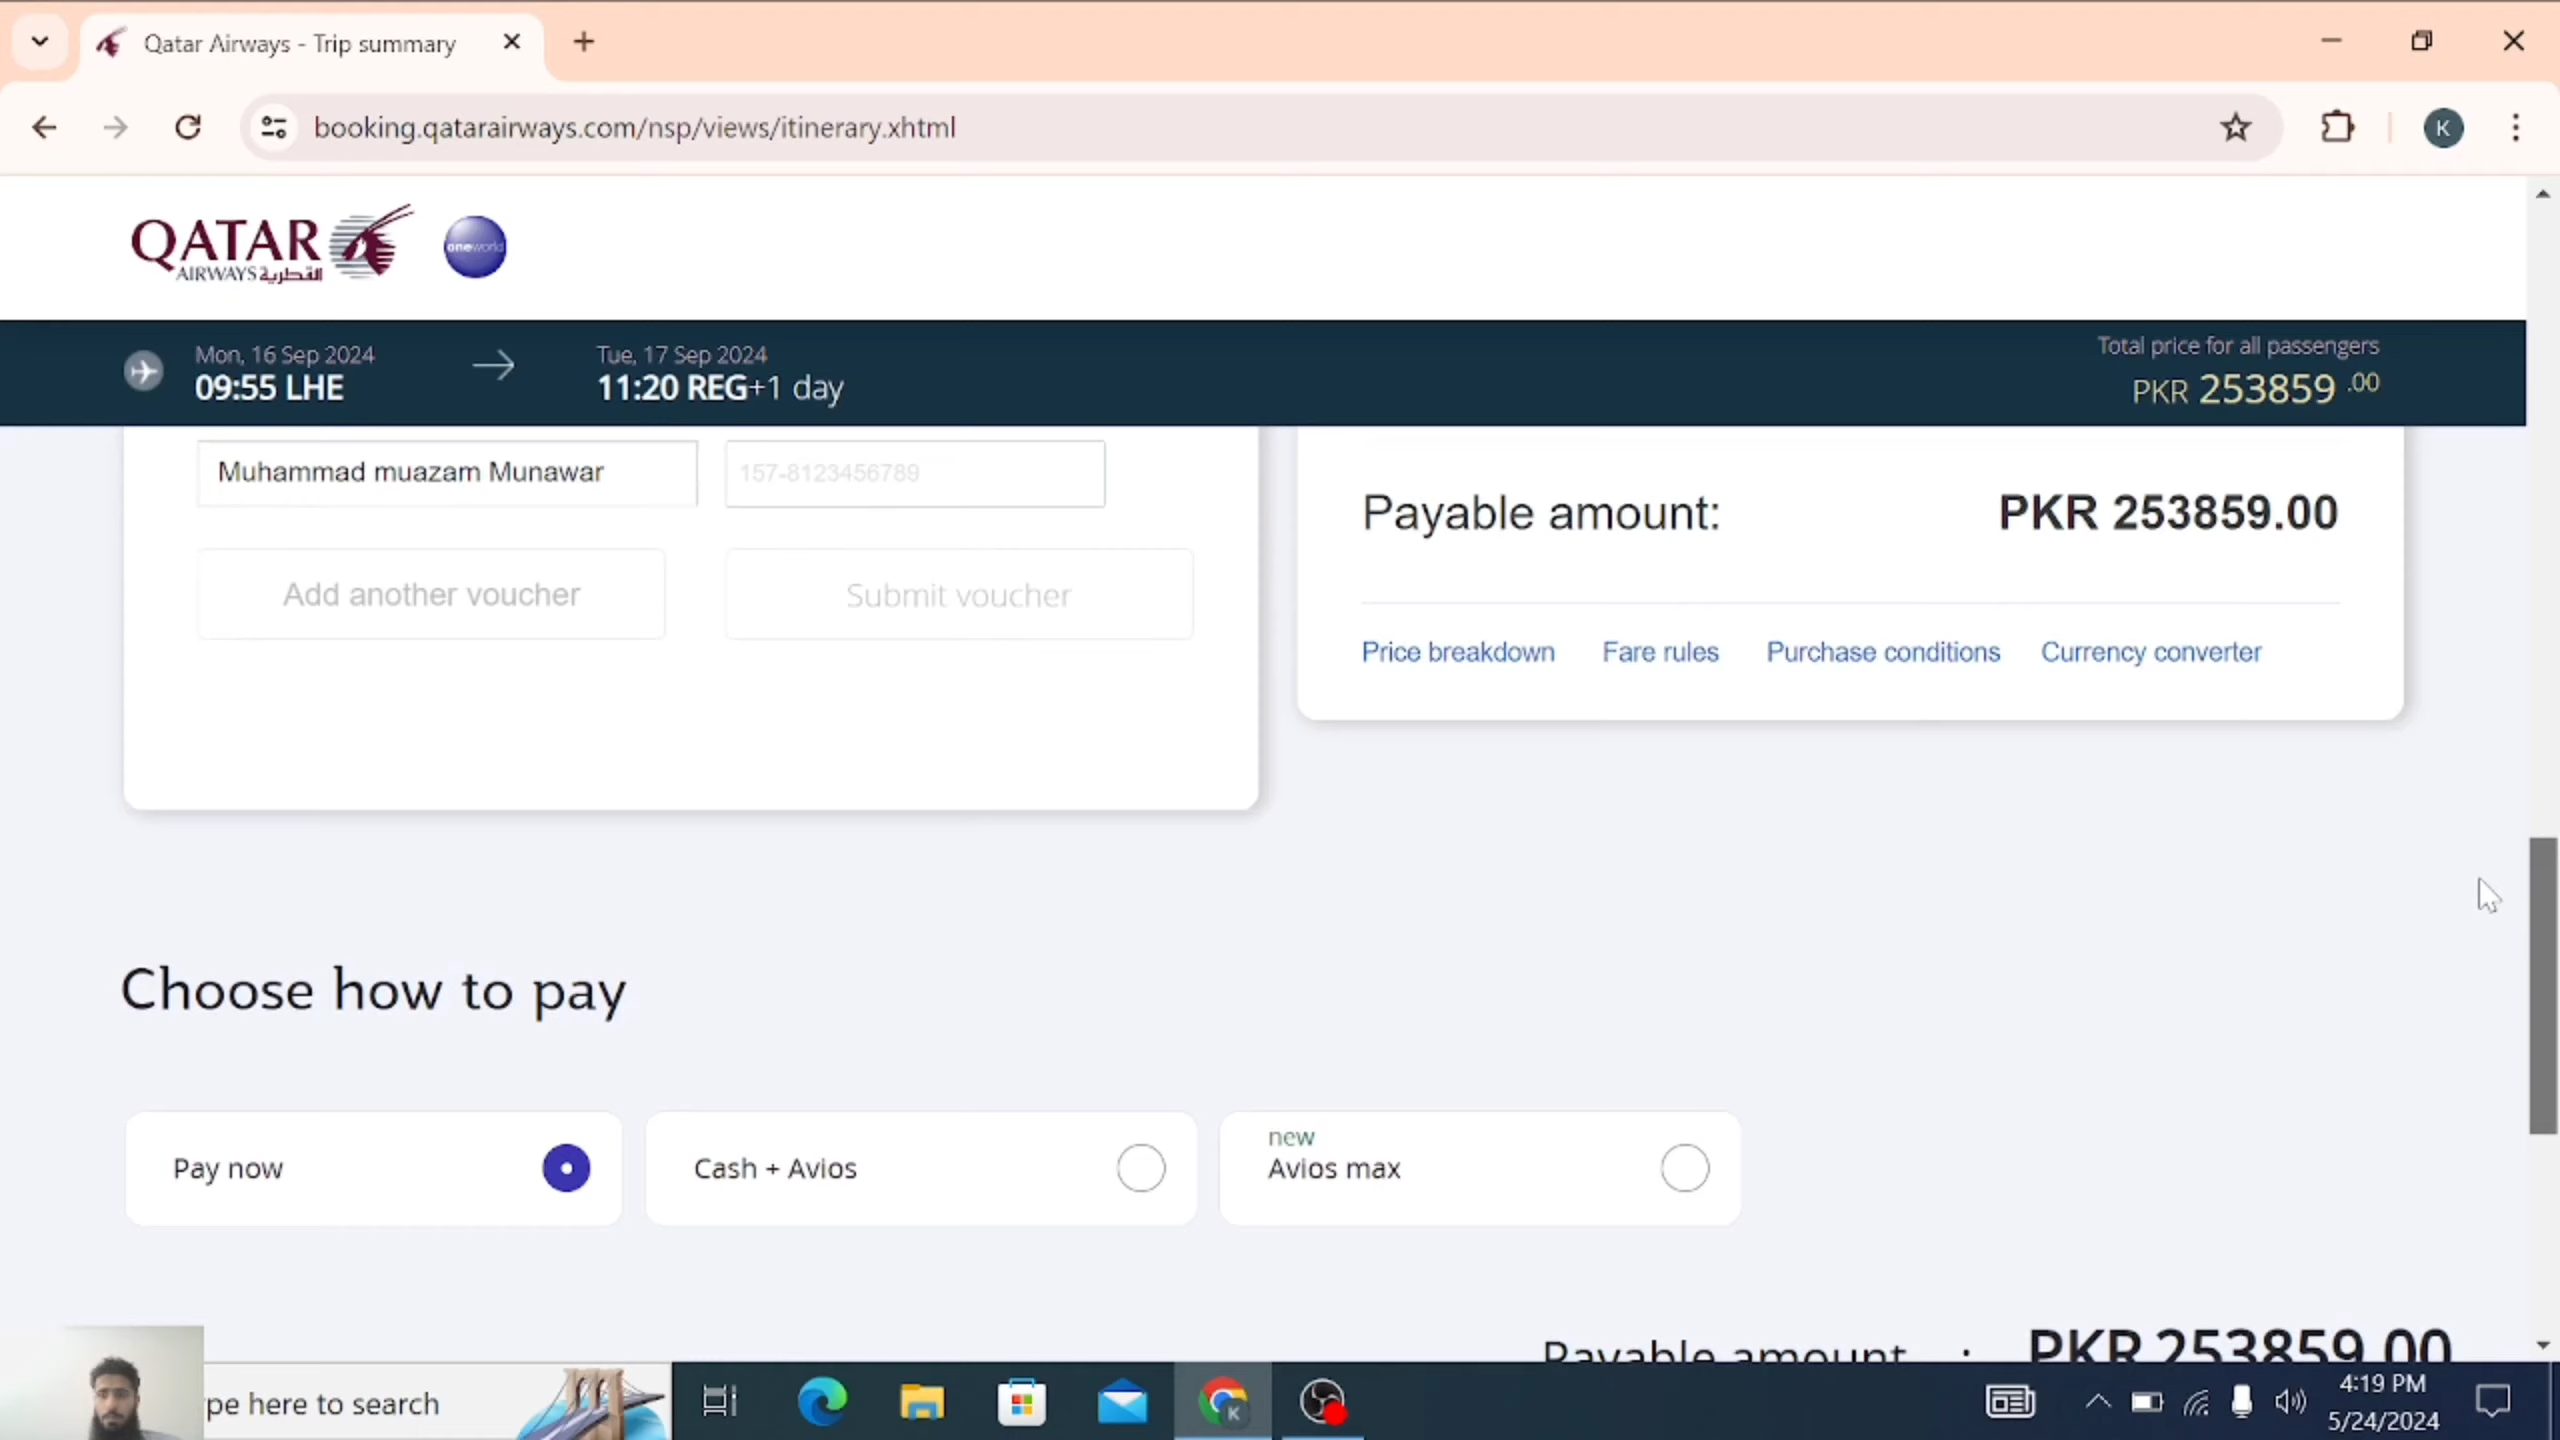 Qatar Airways - Trip summary
booking.qatarairways.com/nsp/views/itinerary.xhtml
K
QATAR
AIRWAYS القطرية
oneworld
Mon, 16 Sep 2024
09:55 LHE
Tue, 17 Sep 2024
11:20 REG+1 day
Total price for all passengers
PKR 253859 .00
Muhammad muazam Munawar
157-8123456789
Add another voucher
Submit voucher
Payable amount:
PKR 253859.00
Price breakdown
Fare rules
Purchase conditions
Currency converter
Choose how to pay
Pay now
Cash + Avios
new
Avios max
Payable amount :
PKR 253859.00
pe here to search
K
4:19 PM
5/24/2024